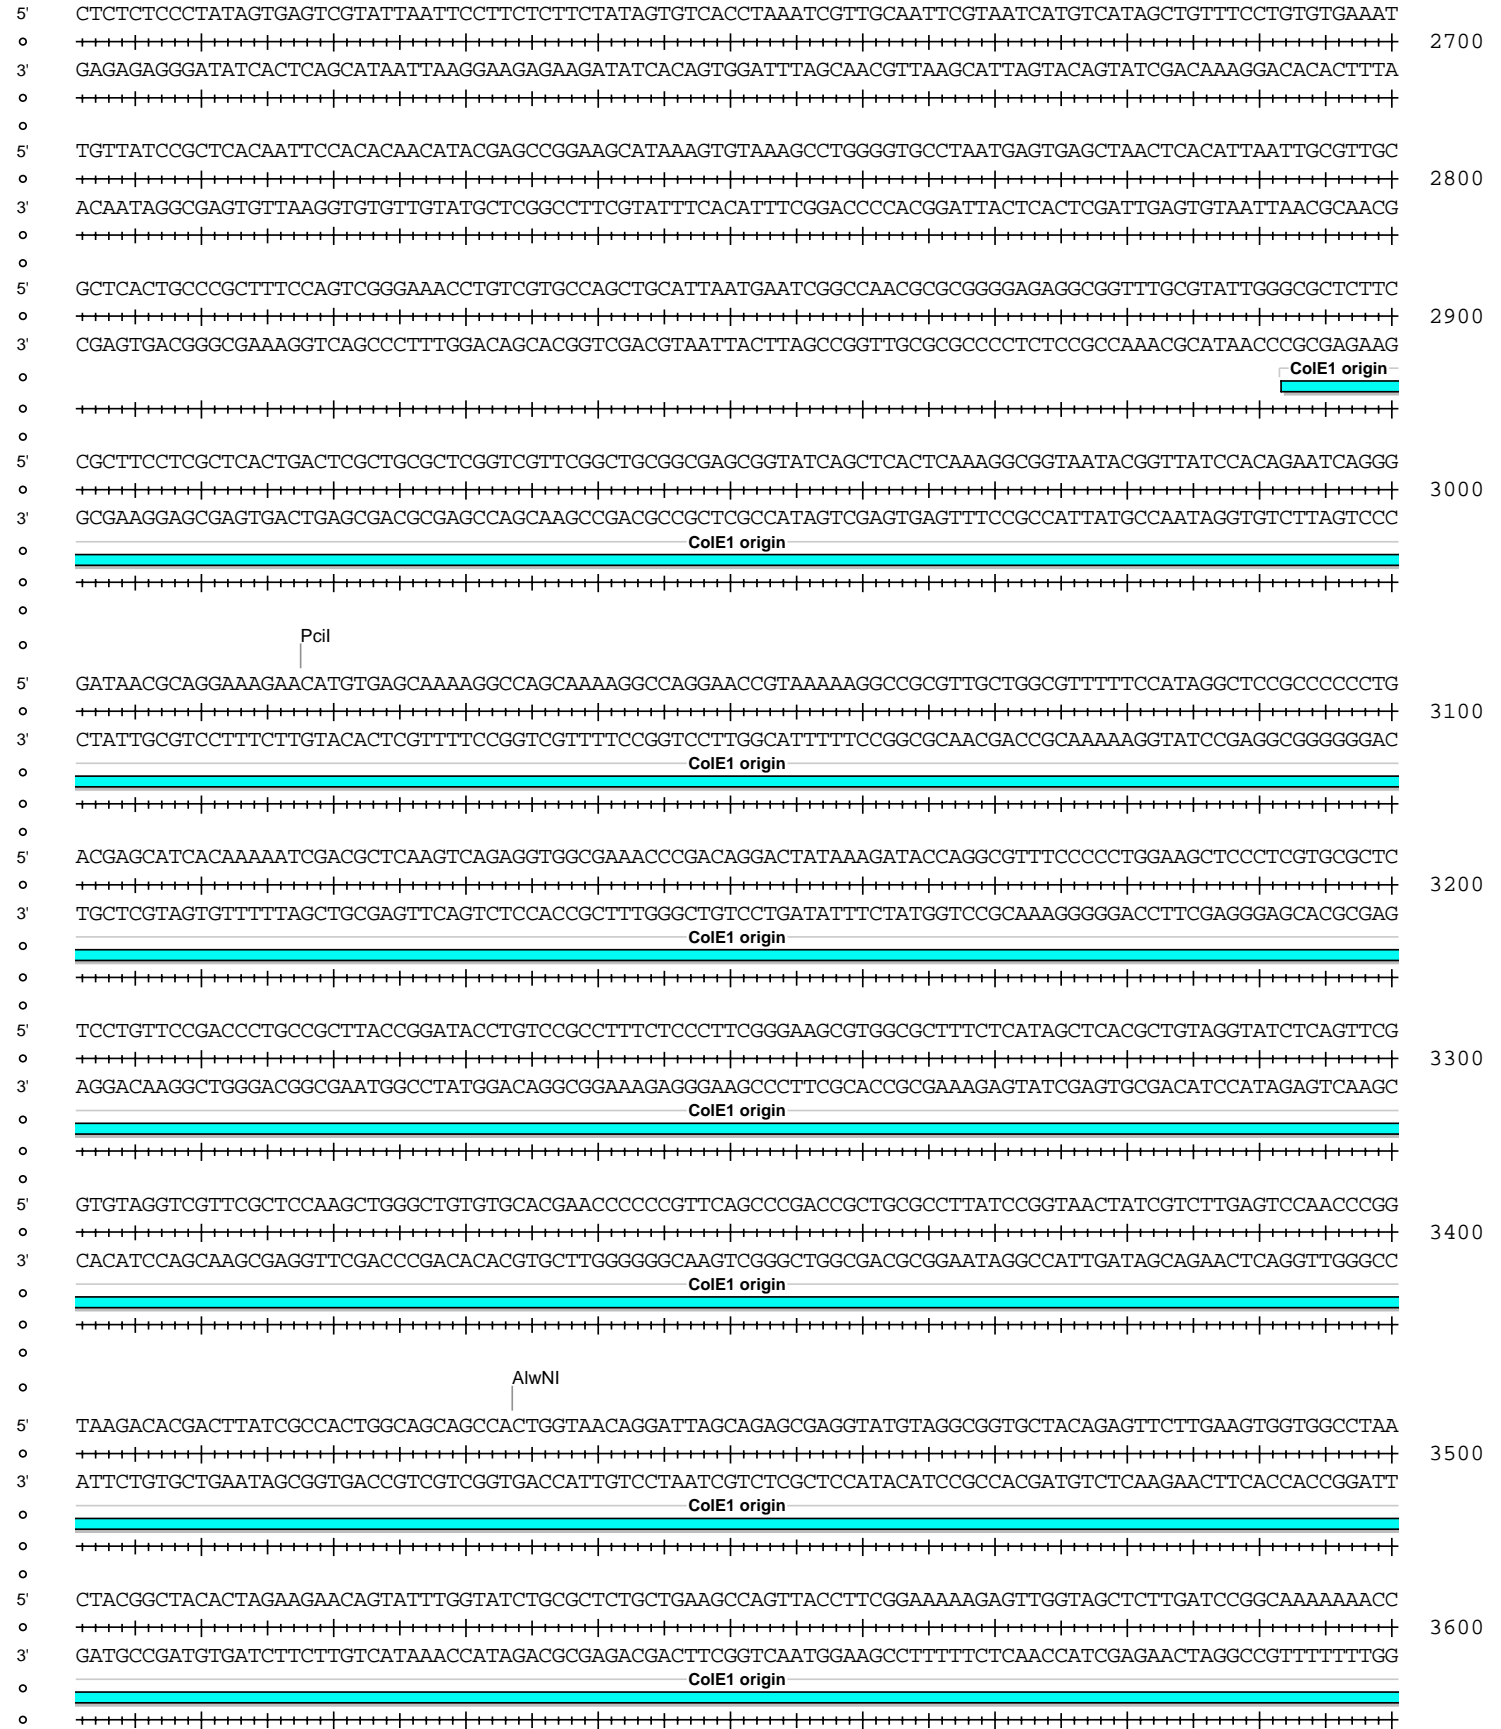 5' CTCTCTCCCTATAGTGAGTCGTATTAATTCCTTCTCTTCTATAGTGTCACCTAAATCGTTGCAATTCGTAATCATGTCATAGCTGTTTCCTGTGTGAAAT
2700
3' GAGAGAGGGATATCACTCAGCATAATTAAGGAAGAGAAGATATCACAGTGGATTTAGCAACGTTAAGCATTAGTACAGTATCGACAAAGGACACACTTTA
5' TGTTATCCGCTCACAATTCCACACAACATACGAGCCGGAAGCATAAAGTGTAAAGCCTGGGGTGCCTAATGAGTGAGCTAACTCACATTAATTGCGTTGC
2800
3' ACAATAGGCGAGTGTTAAGGTGTGTTGTATGCTCGGCCTTCGTATTTCACATTTCGGACCCCACGGATTACTCACTCGATTGAGTGTAATTAACGCAACG
5' GCTCACTGCCCGCTTTCCAGTCGGGAAACCTGTCGTGCCAGCTGCATTAATGAATCGGCCAACGCGCGGGGAGAGGCGGTTTGCGTATTGGGCGCTCTTC
2900
3' CGAGTGACGGGCGAAAGGTCAGCCCTTTGGACAGCACGGTCGACGTAATTACTTAGCCGGTTGCGCGCCCCTCTCCGCCAAACGCATAACCCGCGAGAAG
ColE1 origin
5' CGCTTCCTCGCTCACTGACTCGCTGCGCTCGGTCGTTCGGCTGCGGCGAGCGGTATCAGCTCACTCAAAGGCGGTAATACGGTTATCCACAGAATCAGGG
3000
3' GCGAAGGAGCGAGTGACTGAGCGACGCGAGCCAGCAAGCCGACGCCGCTCGCCATAGTCGAGTGAGTTTCCGCCATTATGCCAATAGGTGTCTTAGTCCC
ColE1 origin
PciI
5' GATAACGCAGGAAAGAACATGTGAGCAAAAGGCCAGCAAAAGGCCAGGAACCGTAAAAAGGCCGCGTTGCTGGCGTTTTTCCATAGGCTCCGCCCCCCTG
3100
3' CTATTGCGTCCTTTCTTGTACACTCGTTTTCCGGTCGTTTTCCGGTCCTTGGCATTTTTCCGGCGCAACGACCGCAAAAAGGTATCCGAGGCGGGGGGAC
ColE1 origin
5' ACGAGCATCACAAAAATCGACGCTCAAGTCAGAGGTGGCGAAACCCGACAGGACTATAAAGATACCAGGCGTTTCCCCCTGGAAGCTCCCTCGTGCGCTC
3200
3' TGCTCGTAGTGTTTTTAGCTGCGAGTTCAGTCTCCACCGCTTTGGGCTGTCCTGATATTTCTATGGTCCGCAAAGGGGGACCTTCGAGGGAGCACGCGAG
ColE1 origin
5' TCCTGTTCCGACCCTGCCGCTTACCGGATACCTGTCCGCCTTTCTCCCTTCGGGAAGCGTGGCGCTTTCTCATAGCTCACGCTGTAGGTATCTCAGTTCG
3300
3' AGGACAAGGCTGGGACGGCGAATGGCCTATGGACAGGCGGAAAGAGGGAAGCCCTTCGCACCGCGAAAGAGTATCGAGTGCGACATCCATAGAGTCAAGC
ColE1 origin
5' GTGTAGGTCGTTCGCTCCAAGCTGGGCTGTGTGCACGAACCCCCCGTTCAGCCCGACCGCTGCGCCTTATCCGGTAACTATCGTCTTGAGTCCAACCCGG
3400
3' CACATCCAGCAAGCGAGGTTCGACCCGACACACGTGCTTGGGGGGCAAGTCGGGCTGGCGACGCGGAATAGGCCATTGATAGCAGAACTCAGGTTGGGCC
ColE1 origin
AlwNI
5' TAAGACACGACTTATCGCCACTGGCAGCAGCCACTGGTAACAGGATTAGCAGAGCGAGGTATGTAGGCGGTGCTACAGAGTTCTTGAAGTGGTGGCCTAA
3500
3' ATTCTGTGCTGAATAGCGGTGACCGTCGTCGGTGACCATTGTCCTAATCGTCTCGCTCCATACATCCGCCACGATGTCTCAAGAACTTCACCACCGGATT
ColE1 origin
5' CTACGGCTACACTAGAAGAACAGTATTTGGTATCTGCGCTCTGCTGAAGCCAGTTACCTTCGGAAAAAGAGTTGGTAGCTCTTGATCCGGCAAAAAAACC
3600
3' GATGCCGATGTGATCTTCTTGTCATAAACCATAGACGCGAGACGACTTCGGTCAATGGAAGCCTTTTTCTCAACCATCGAGAACTAGGCCGTTTTTTTGG
ColE1 origin